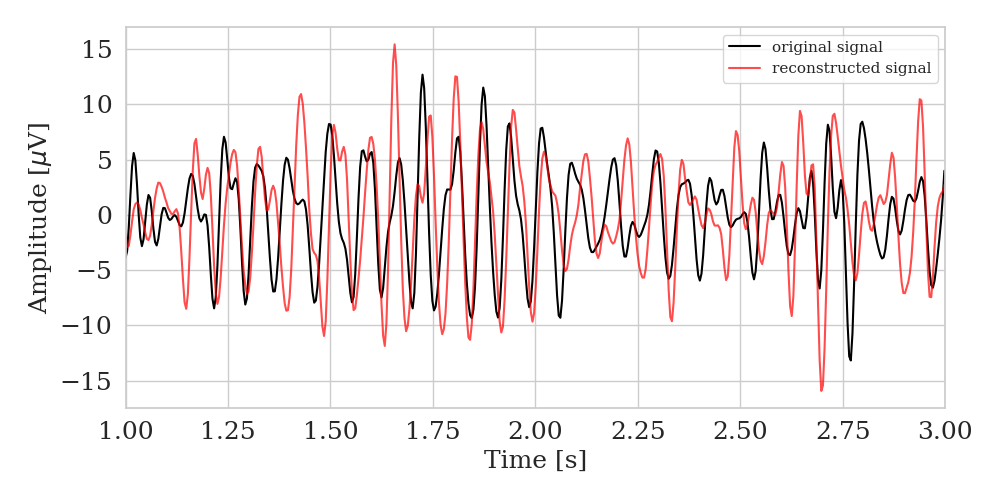 original signal
reconstructed signal
Amplitude [μV]
15
10
5
0
−5
−10
−15
1.00 1.25 1.50 1.75 2.00 2.25 2.50 2.75 3.00
Time [s]